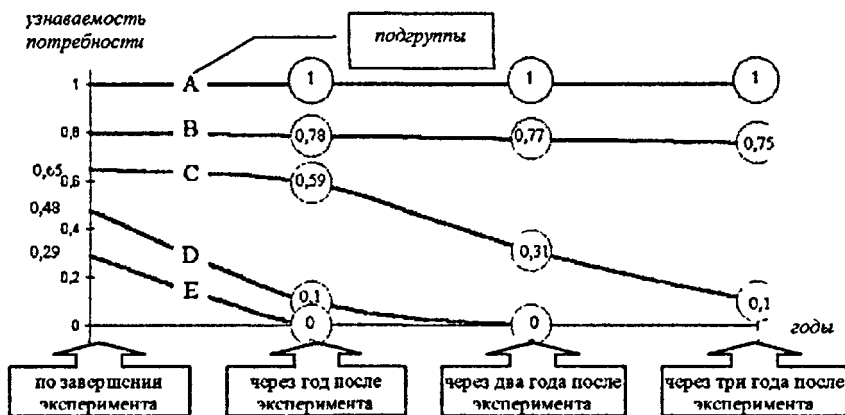 узнаваемость
потребности
подгруппы
1
A
1
1
1
0,8
B
0,78
0,77
0,75
0,65
0,6
C
0,59
0,48
0,4
D
0,31
0,29
0,2
E
0,1
0,1
0
0
0
годы
по завершении
эксперимента
через год после
эксперимента
через два года после
эксперимента
через три года после
эксперимента